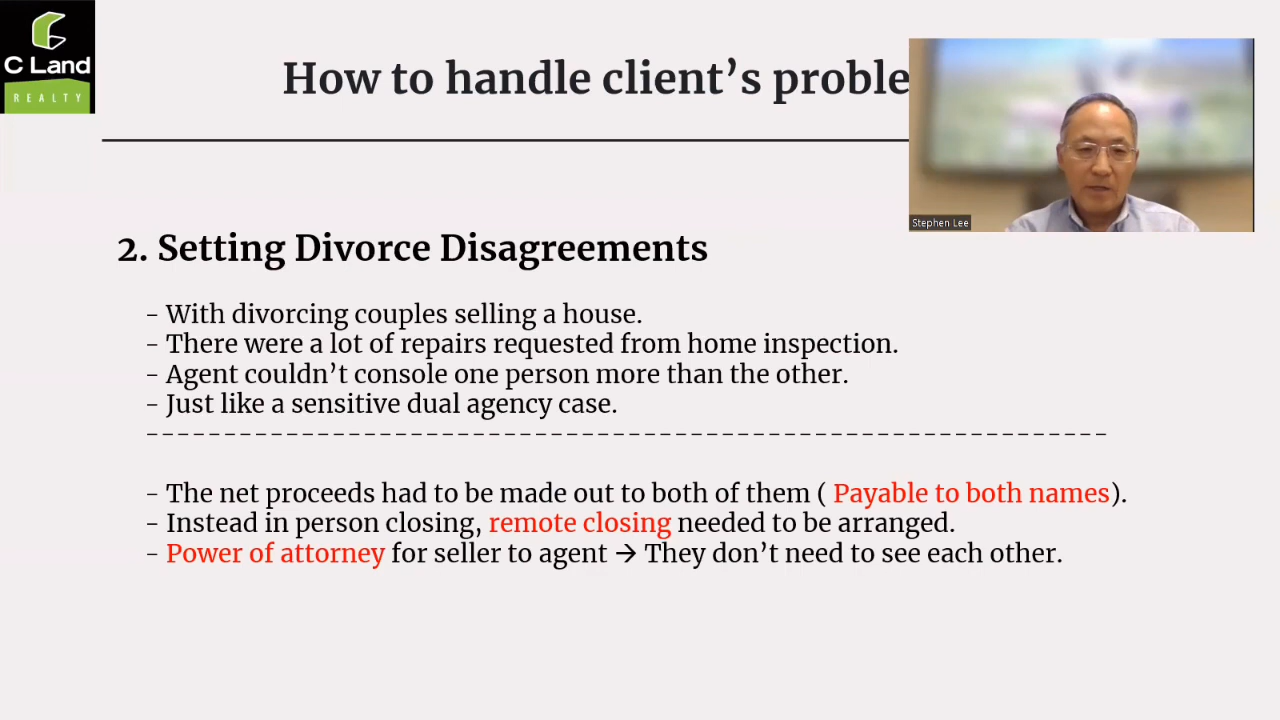 C Land
REALTY
How to handle client's proble
Stephen Lee
2. Setting Divorce Disagreements
- With divorcing couples selling a house.
- There were a lot of repairs requested from home inspection.
- Agent couldn't console one person more than the other.
- Just like a sensitive dual agency case.
--------------------------------------------------------------
- The net proceeds had to be made out to both of them ( Payable to both names).
- Instead in person closing, remote closing needed to be arranged.
- Power of attorney for seller to agent → They don't need to see each other.